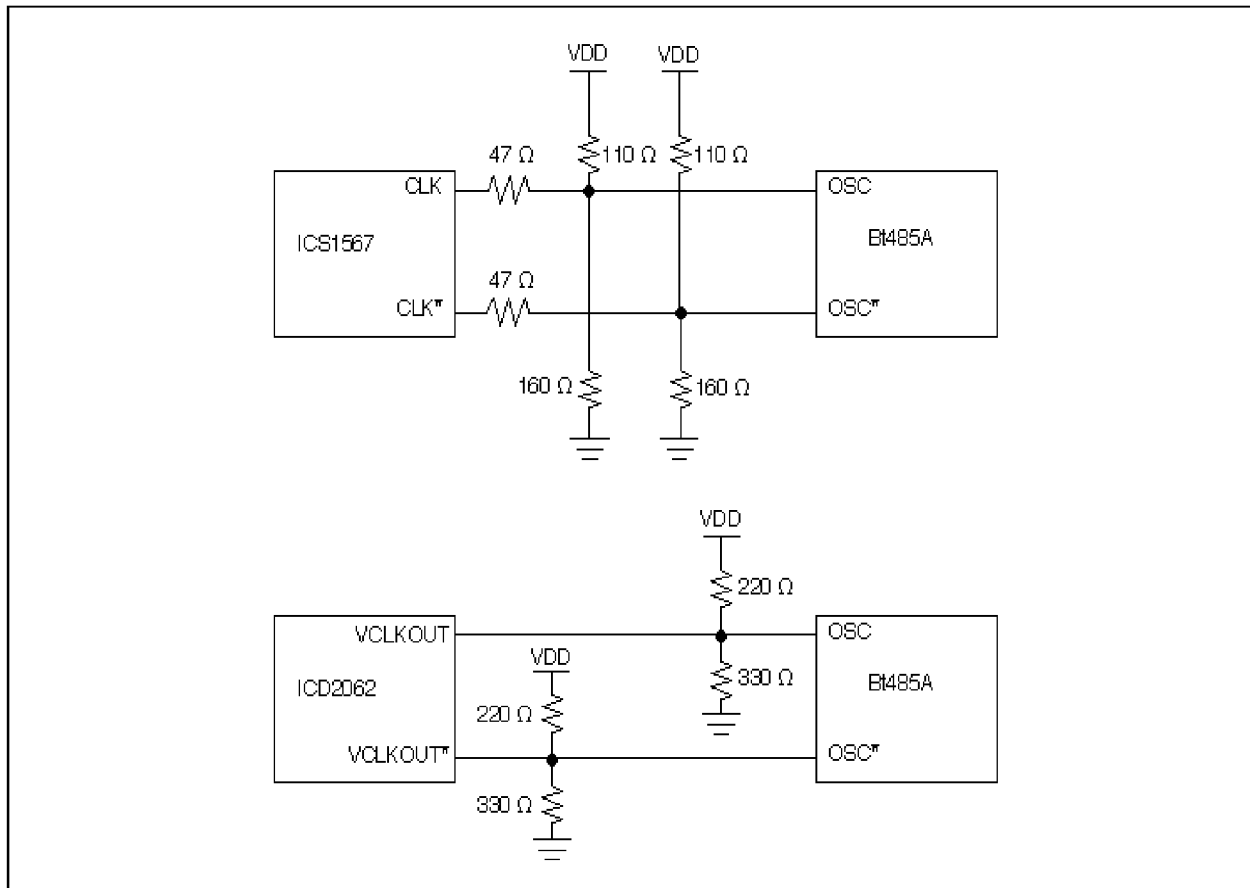 VDD
VDD
110 Ω
110 Ω
47 Ω
CLK
OSC
ICS1567
Bt485A
47 Ω
CLK*
OSC*
160 Ω
160 Ω
VDD
220 Ω
VCLKOUT
OSC
VDD
330 Ω
ICD2062
Bt485A
220 Ω
VCLKOUT*
OSC*
330 Ω